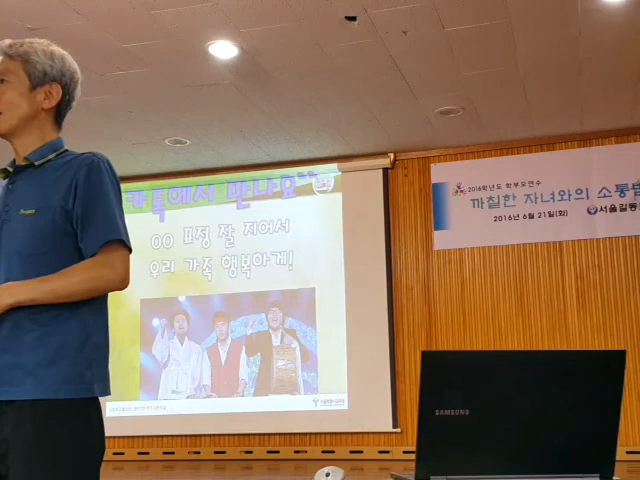 카톡에서 만나요^^
OO 표정 잘 지어서
우리 가족 행복하게!
2016학년도 학부모연수
까칠한 자녀와의 소통
2016년 6월 21일(화)
서울길동
SAMSUNG